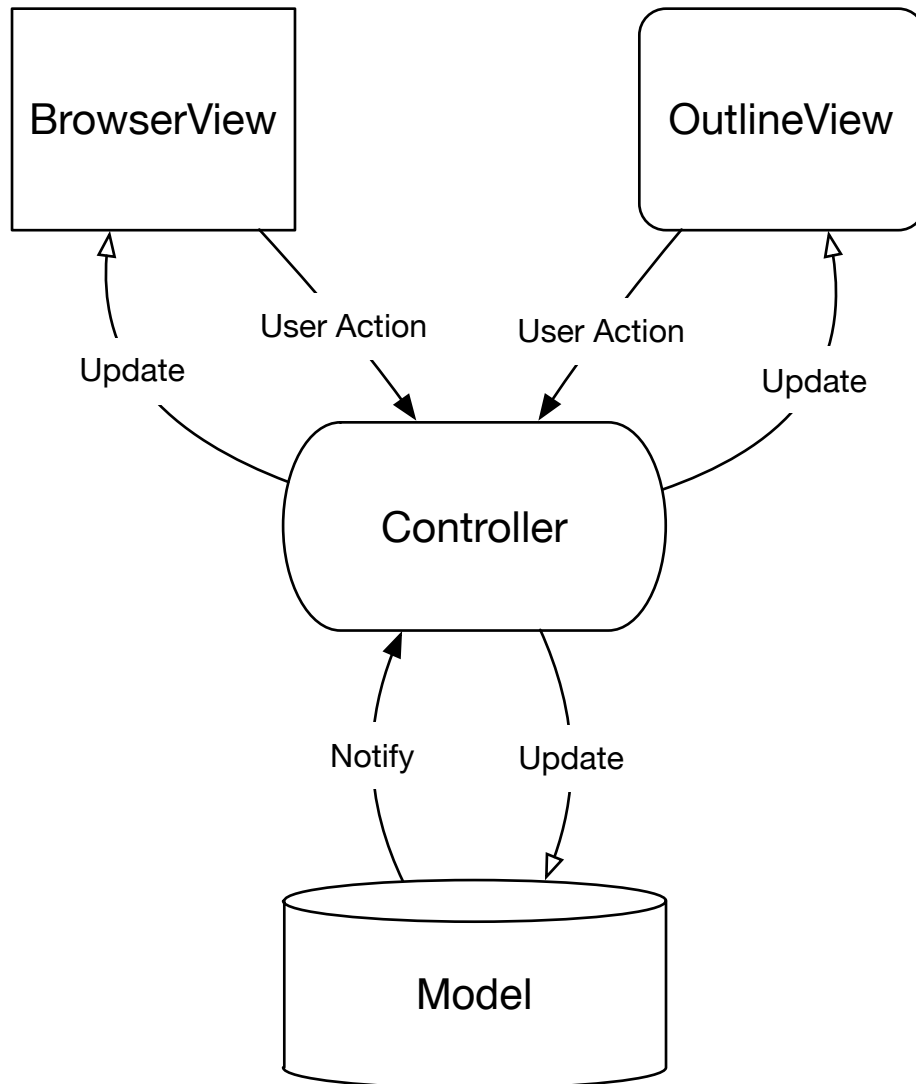 BrowserView
OutlineView
User Action
User Action
Update
Update
Controller
Notify
Update
Model